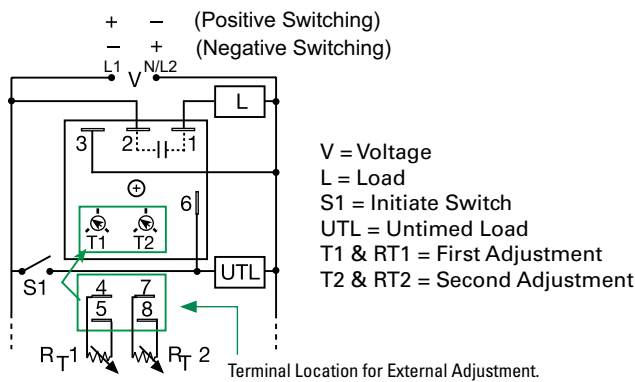 + – (Positive Switching)
– + (Negative Switching)
L1 V N/L2
L
3 2 1
6
T1 T2
V = Voltage
L = Load
S1 = Initiate Switch
UTL = Untimed Load
T1 & RT1 = First Adjustment
T2 & RT2 = Second Adjustment
S1 UTL
4 7
5 8
RT1 RT2
Terminal Location for External Adjustment.